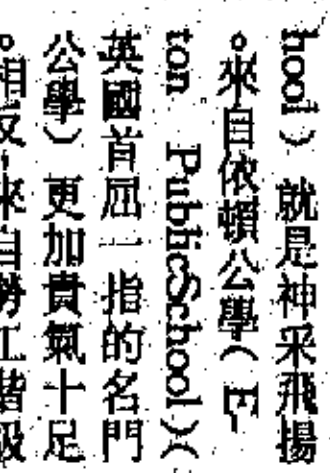 hool）就是神采飛揚
。來自依頓公學（E-
ton PublicSchool）（
英國首屈一指的名門
公學）更加貴氣十足
。相反，來自勞工階級